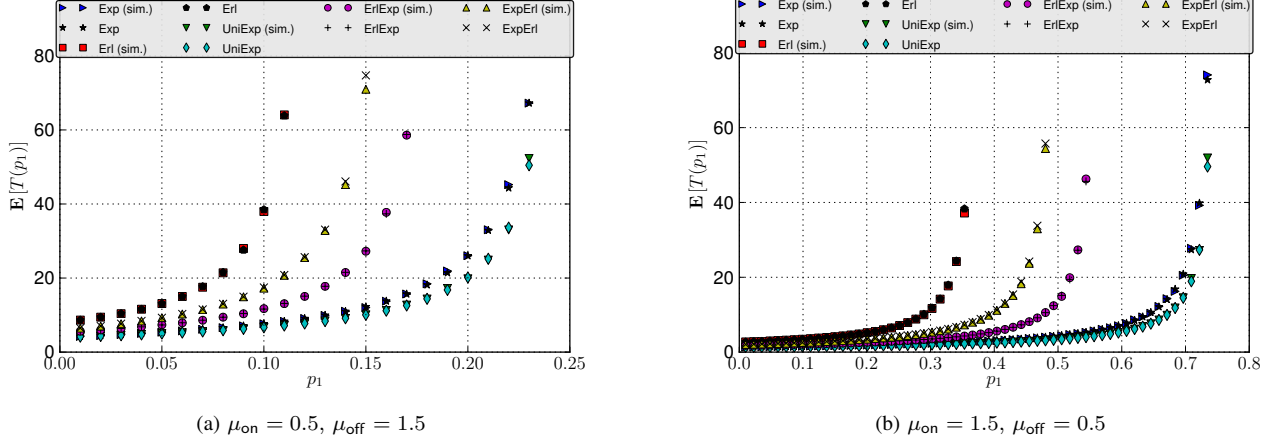 Exp (sim.) Erl ErlExp (sim.) ExpErl (sim.)
Exp UniExp (sim.) ErlExp ExpErl
Erl (sim.) UniExp
80
60
40
20
0
E [T(p1)]
0.00 0.05 0.10 0.15 0.20 0.25
p1
(a) μon = 0.5, μoff = 1.5
Exp (sim.) Erl ErlExp (sim.) ExpErl (sim.)
Exp UniExp (sim.) ErlExp ExpErl
Erl (sim.) UniExp
80
60
40
20
0
E [T(p1)]
0.0 0.1 0.2 0.3 0.4 0.5 0.6 0.7 0.8
p1
(b) μon = 1.5, μoff = 0.5